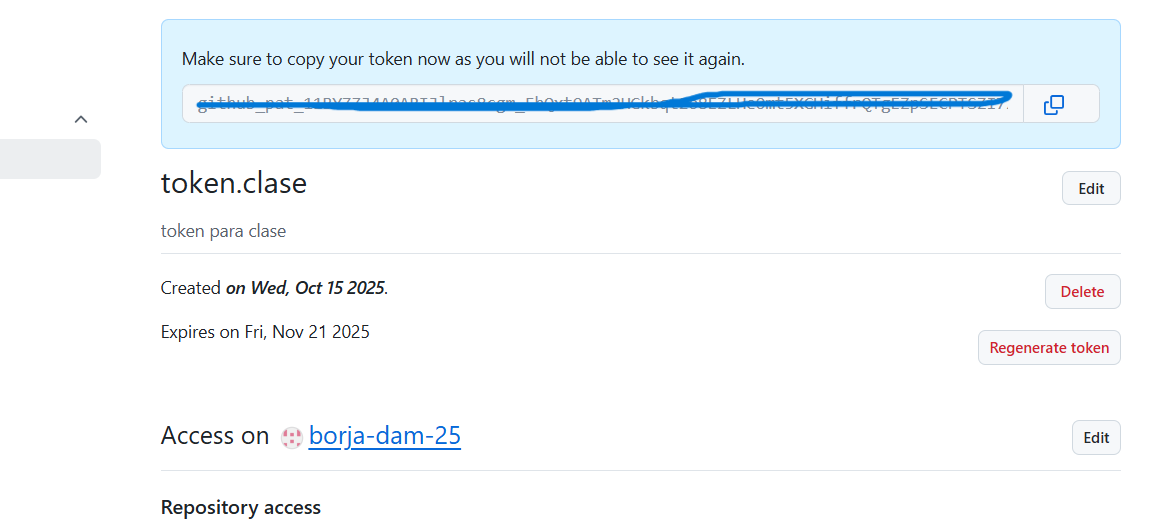 Make sure to copy your token now as you will not be able to see it again.
token.clase
Edit
token para clase
Created on Wed, Oct 15 2025.
Delete
Expires on Fri, Nov 21 2025
Regenerate token
Access on borja-dam-25
Edit
Repository access